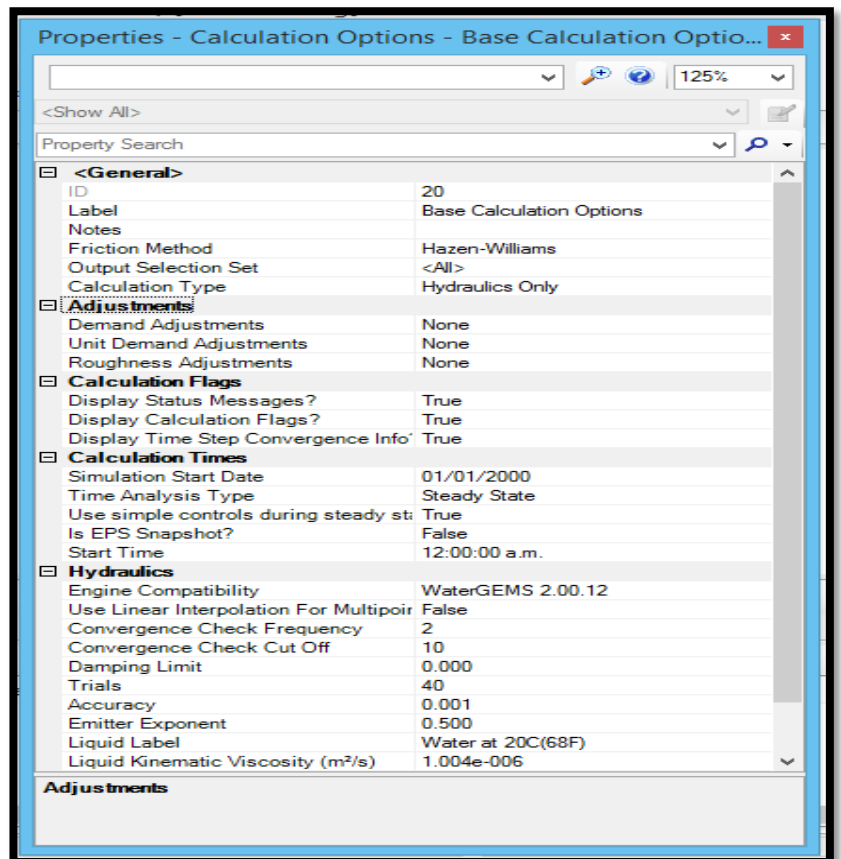 Properties - Calculation Options - Base Calculation Optio...
125%
<Show All>
Property Search
<General>
ID 20
Label Base Calculation Options
Notes
Friction Method Hazen-Williams
Output Selection Set <All>
Calculation Type Hydraulics Only
Adjustments
Demand Adjustments None
Unit Demand Adjustments None
Roughness Adjustments None
Calculation Flags
Display Status Messages? True
Display Calculation Flags? True
Display Time Step Convergence Info True
Calculation Times
Simulation Start Date 01/01/2000
Time Analysis Type Steady State
Use simple controls during steady sta True
Is EPS Snapshot? False
Start Time 12:00:00 a.m.
Hydraulics
Engine Compatibility WaterGEMS 2.00.12
Use Linear Interpolation For Multipoin False
Convergence Check Frequency 2
Convergence Check Cut Off 10
Damping Limit 0.000
Trials 40
Accuracy 0.001
Emitter Exponent 0.500
Liquid Label Water at 20C(68F)
Liquid Kinematic Viscosity (m²/s) 1.004e-006
Adjustments